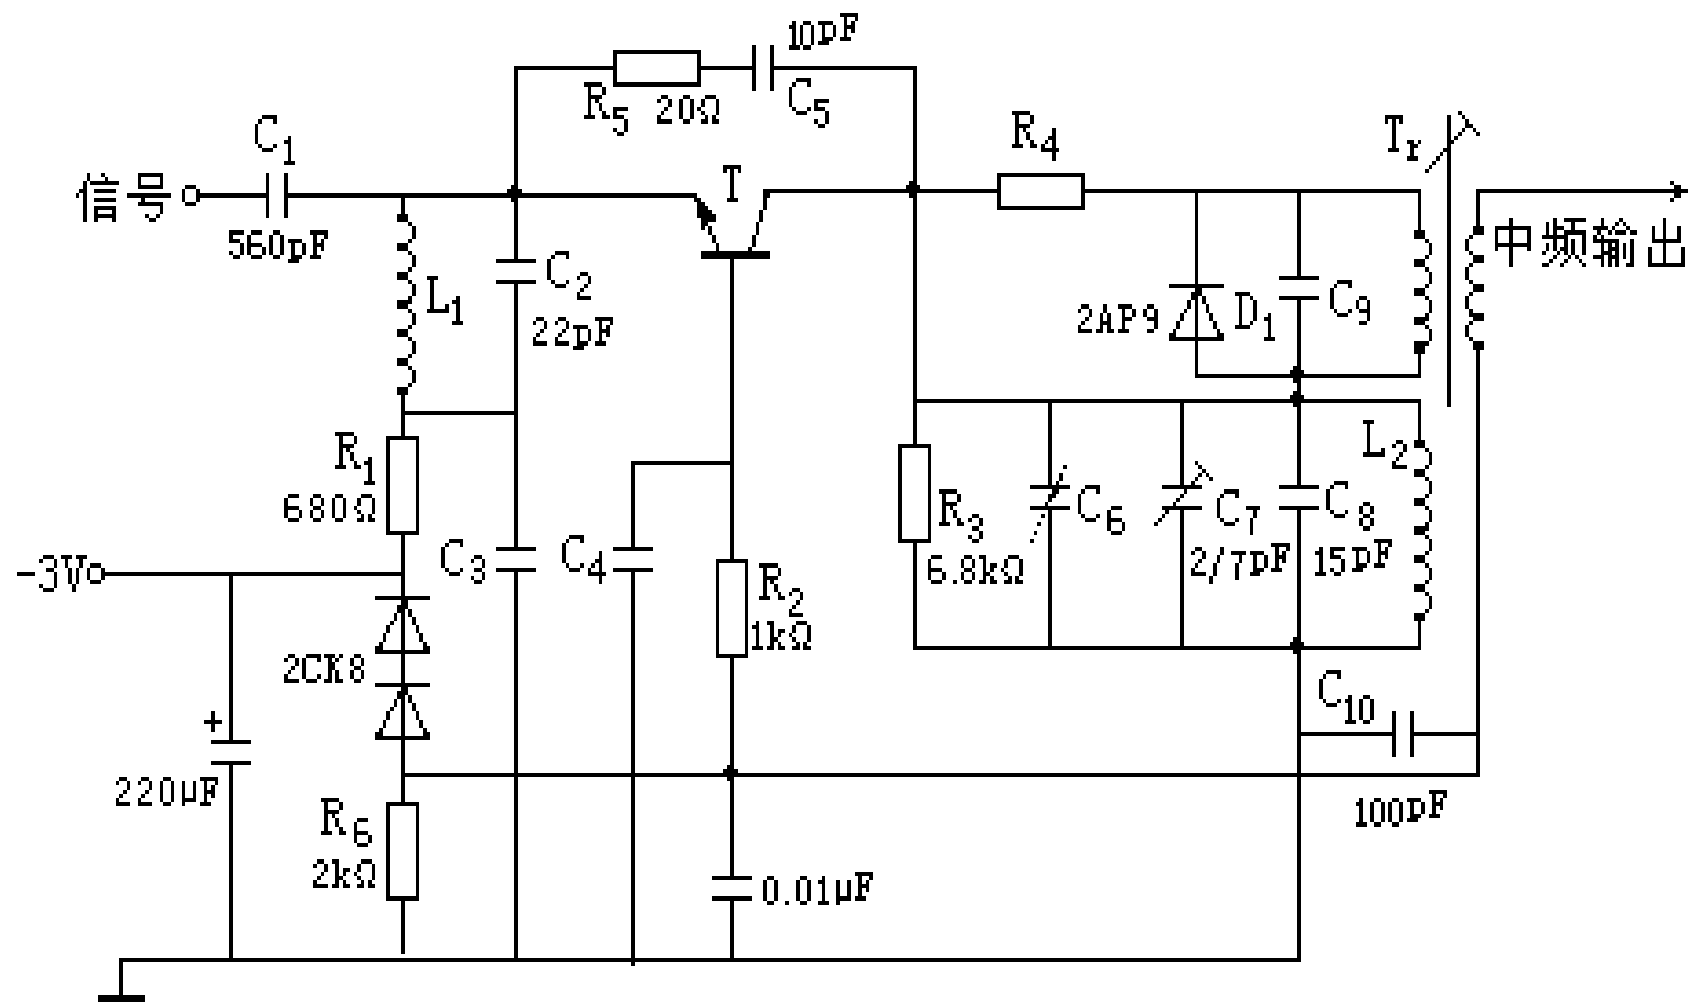 10pF
R5 20Ω C5
C1
信号
560pF
T
R4
Tr
中频输出
L1
C2
22pF
2AP9 D1 C9
R1
680Ω
L2
R3
6.8kΩ
C6
C7
2/7pF
C8
15pF
-3V
C3
C4
R2
1kΩ
2CK8
C10
100pF
+
220μF
R6
2kΩ
0.01μF